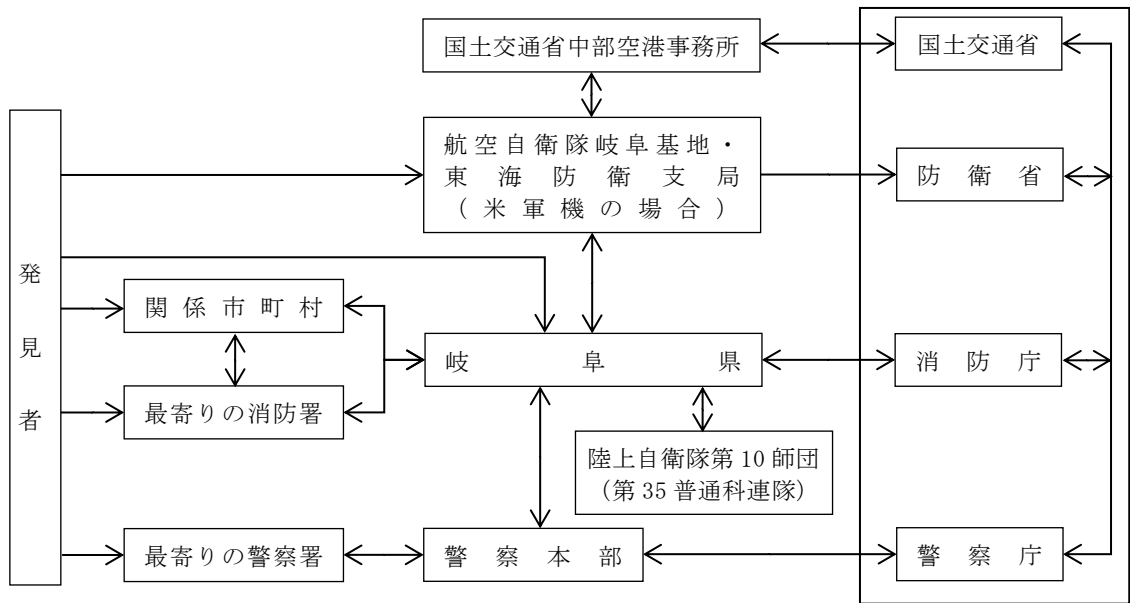 国土交通省中部空港事務所
国土交通省
航空自衛隊岐阜基地・
東海防衛支局
(米軍機の場合)
防衛省
発見者
関係市町村
岐阜県
消防庁
最寄りの消防署
陸上自衛隊第10師団
(第35普通科連隊)
最寄りの警察署
警察本部
警察庁